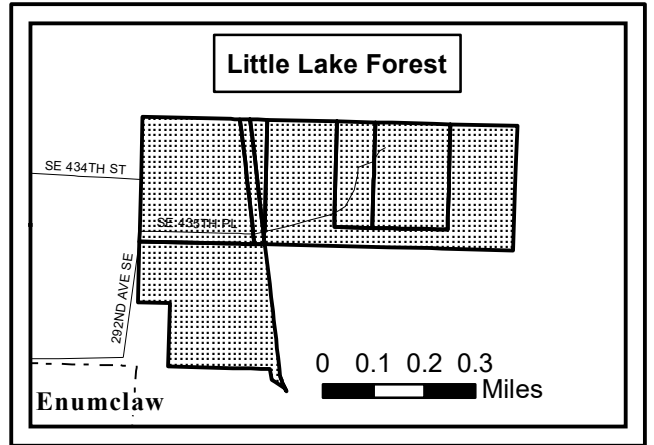 Little Lake Forest
SE 434TH ST
SE 435TH PL
292ND AVE SE
0 0.1 0.2 0.3
Miles
Enumclaw